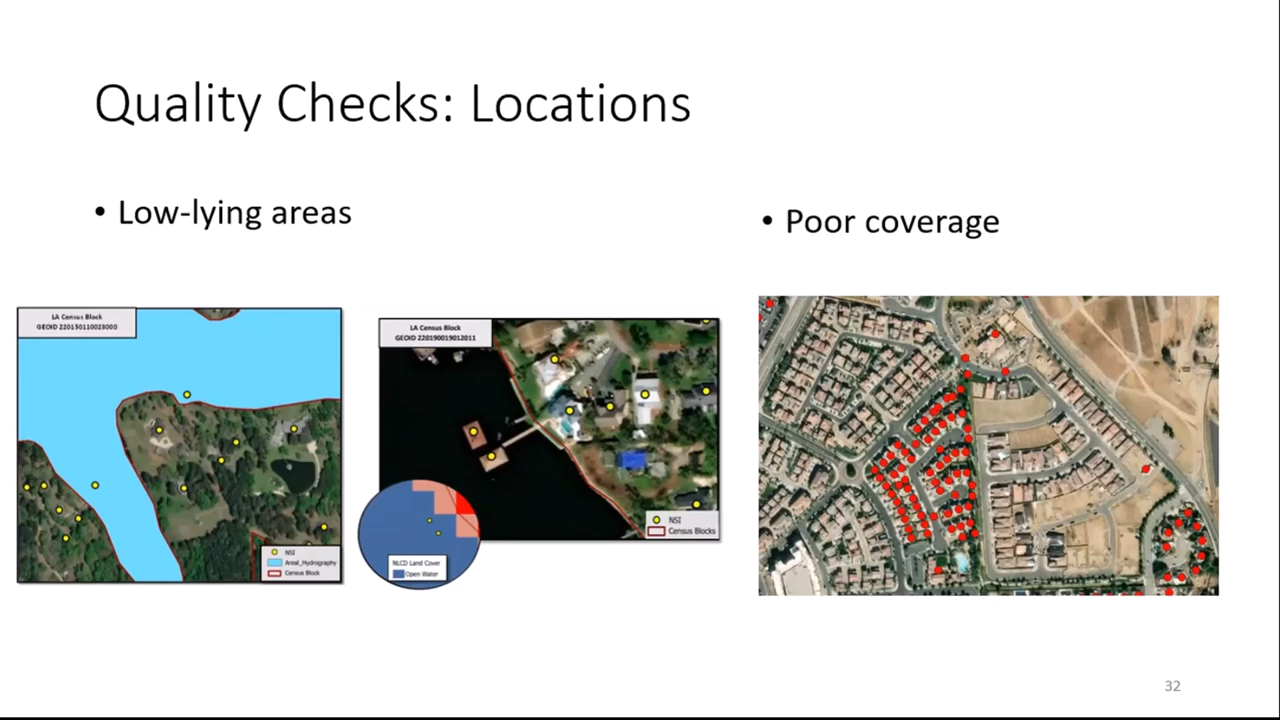 Quality Checks: Locations
• Low-lying areas
• Poor coverage
LA Census Block
GEOID 220150110023000
NSI
Areal_Hydrography
Census Block
LA Census Block
GEOID 220190019012011
NSI
Census Blocks
NLCD Land Cover
Open Water
32